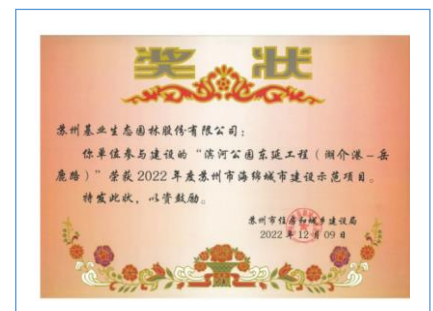 奖状
苏州基业生态园林股份有限公司：
你单位参与建设的“滨河公园东延工程（湖介港-岳
鹿路）”荣获2022年度苏州市海绵城市建设示范项目。
特发此状，以资鼓励。
苏州市住房和城乡建设局
2022年12月09日